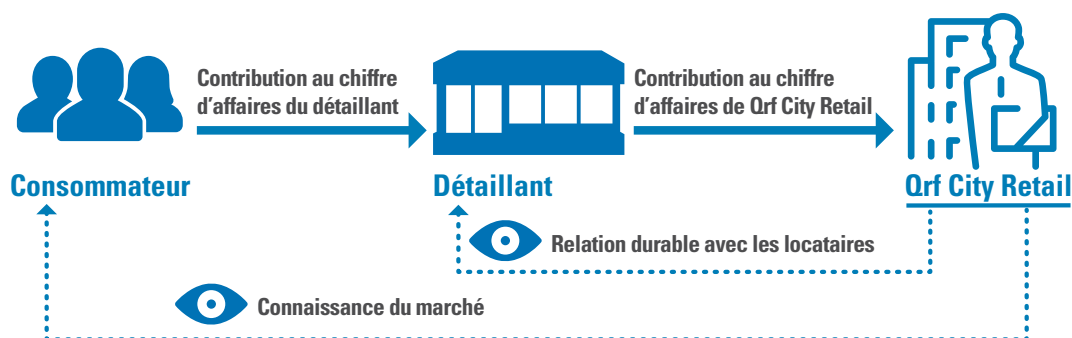 Contribution au chiffre
d’affaires du détaillant
Contribution au chiffre
d’affaires de Qrf City Retail
Consommateur
Détaillant
Qrf City Retail
Relation durable avec les locataires
Connaissance du marché